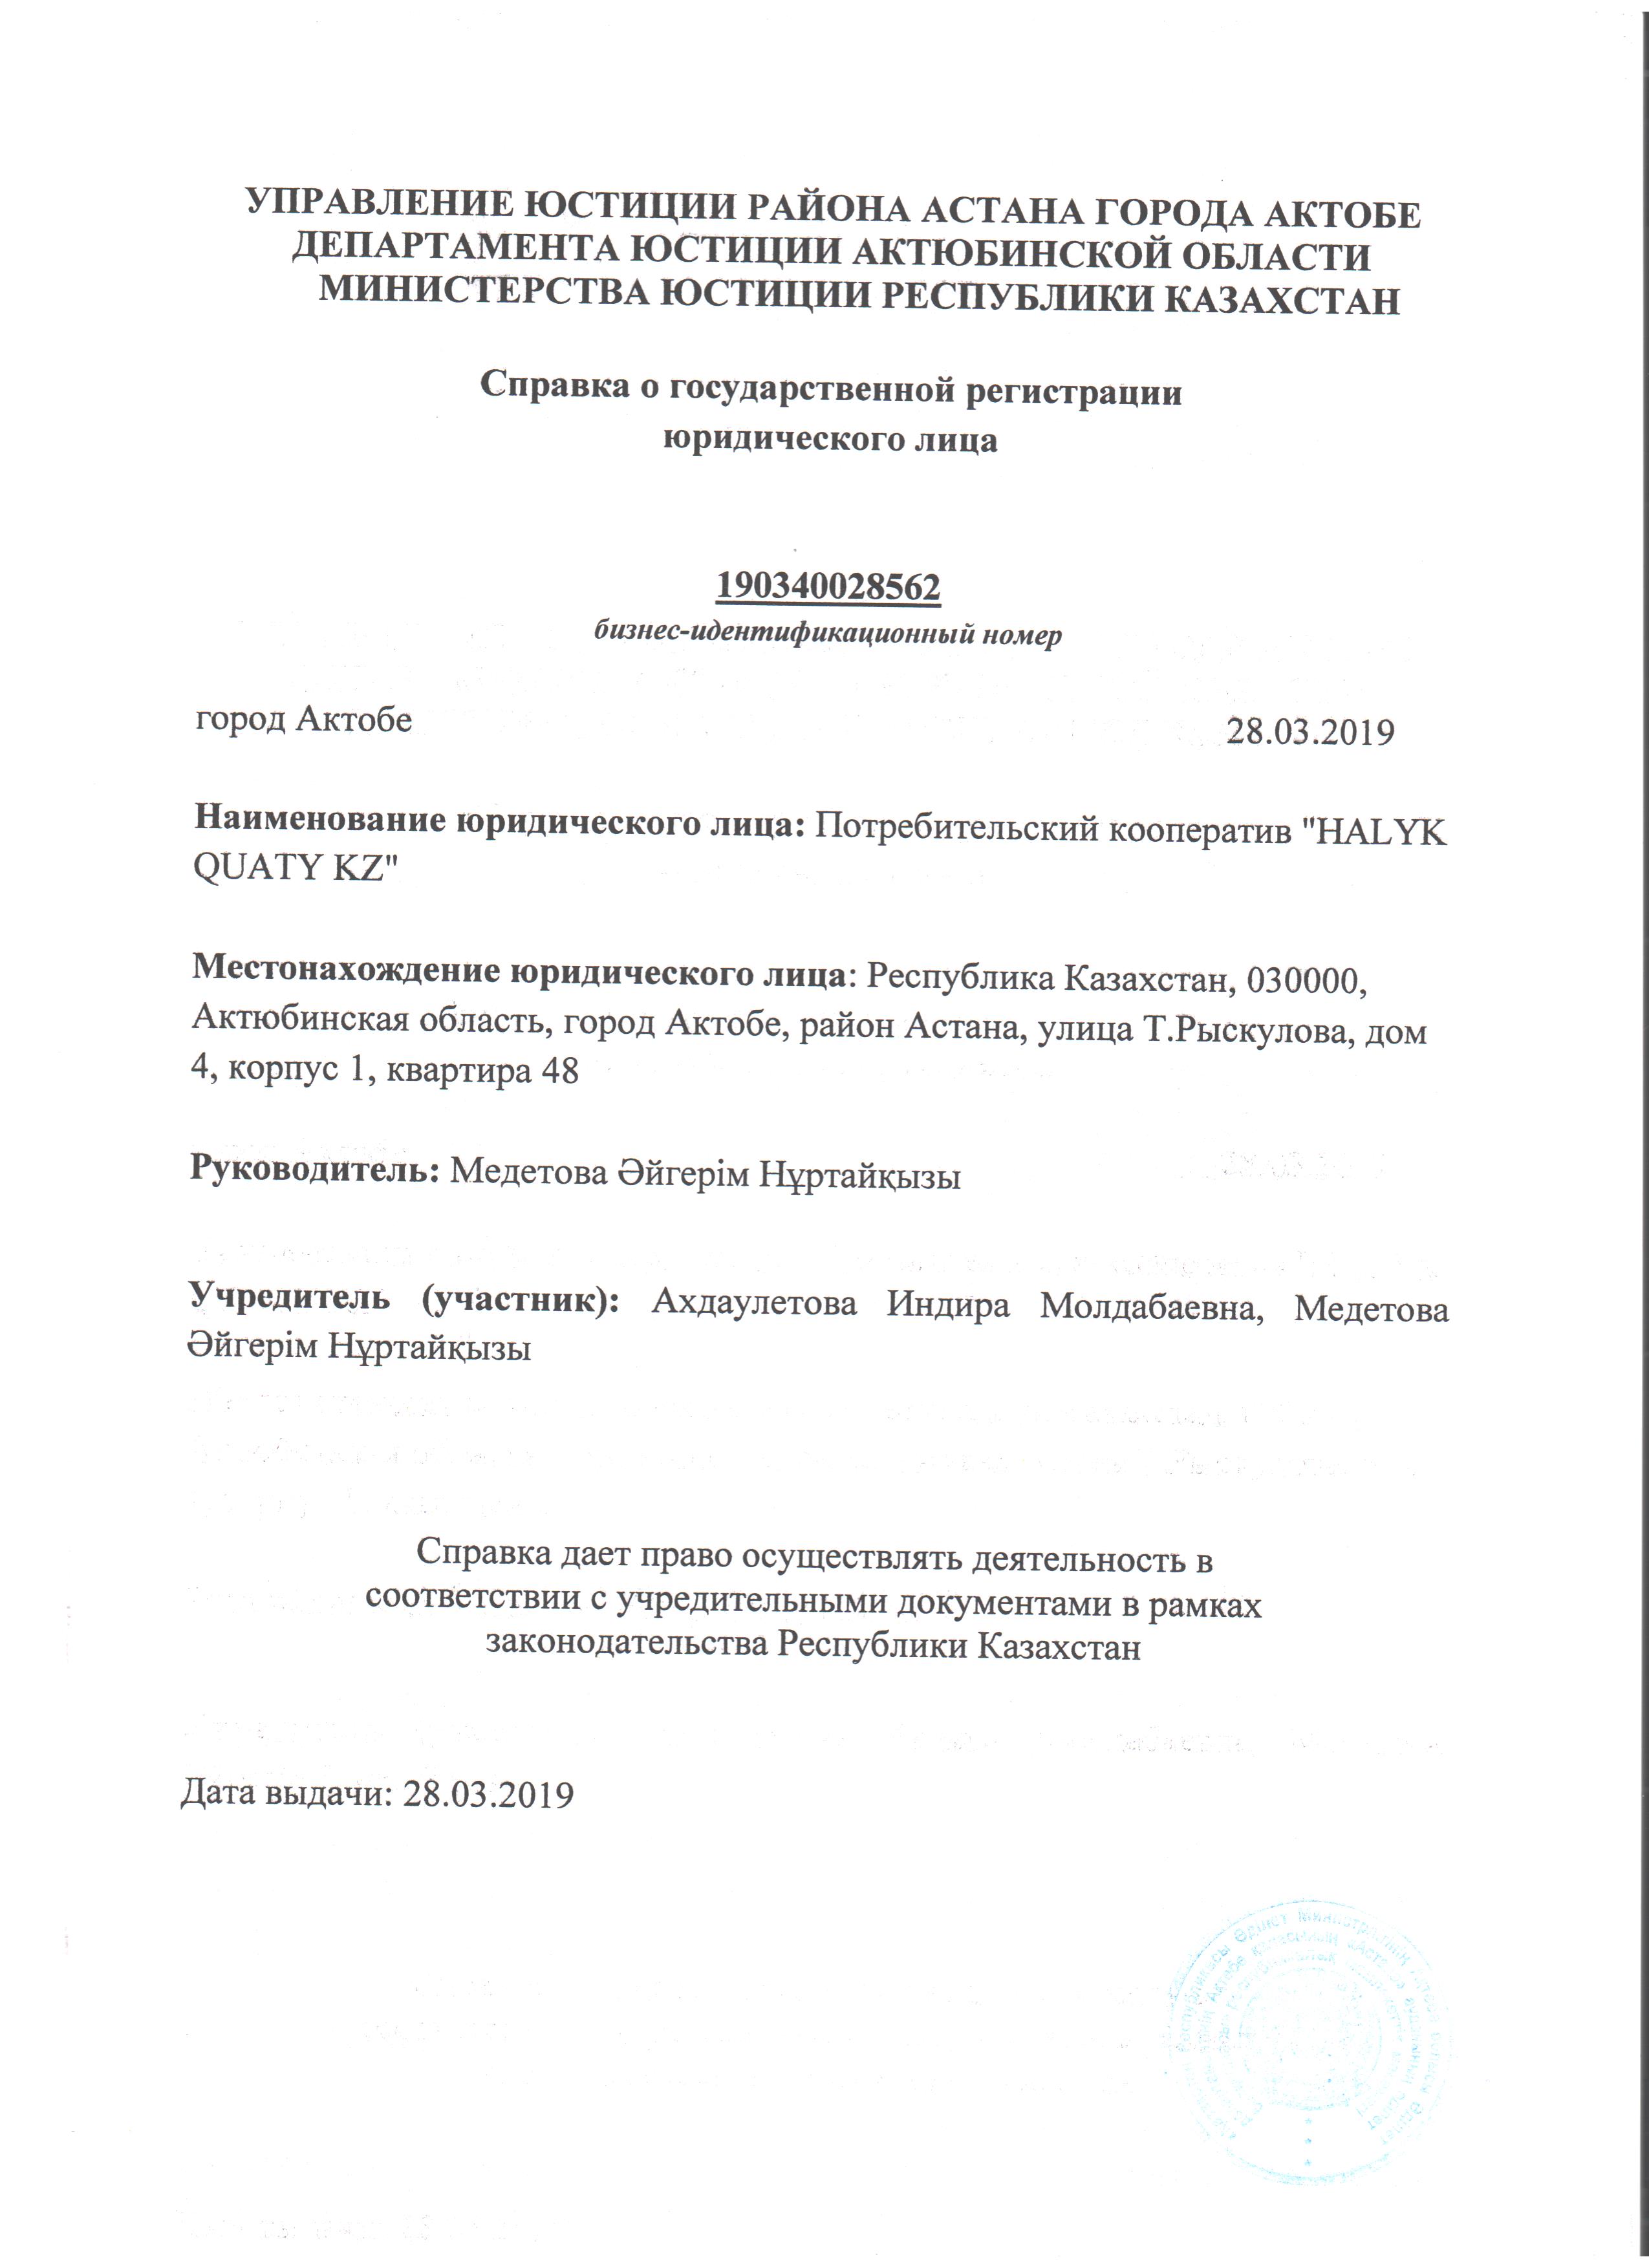 УПРАВЛЕНИЕ ЮСТИЦИИ РАЙОНА АСТАНА ГОРОДА АКТОБЕ
ДЕПАРТАМЕНТА ЮСТИЦИИ АКТЮБИНСКОЙ ОБЛАСТИ
МИНИСТЕРСТВА ЮСТИЦИИ РЕСПУБЛИКИ КАЗАХСТАН
Справка о государственной регистрации
юридического лица
190340028562
бизнес-идентификационный номер
город Актобе 28.03.2019
Наименование юридического лица: Потребительский кооператив "HALYK
QUATY KZ"
Местонахождение юридического лица: Республика Казахстан, 030000,
Актюбинская область, город Актобе, район Астана, улица Т.Рыскулова, дом
4, корпус 1, квартира 48
Руководитель: Медетова Әйгерім Нұртайқызы
Учредитель (участник): Ахдаулетова Индира Молдабаевна, Медетова
Әйгерім Нұртайқызы
Справка дает право осуществлять деятельность в
соответствии с учредительными документами в рамках
законодательства Республики Казахстан
Дата выдачи: 28.03.2019